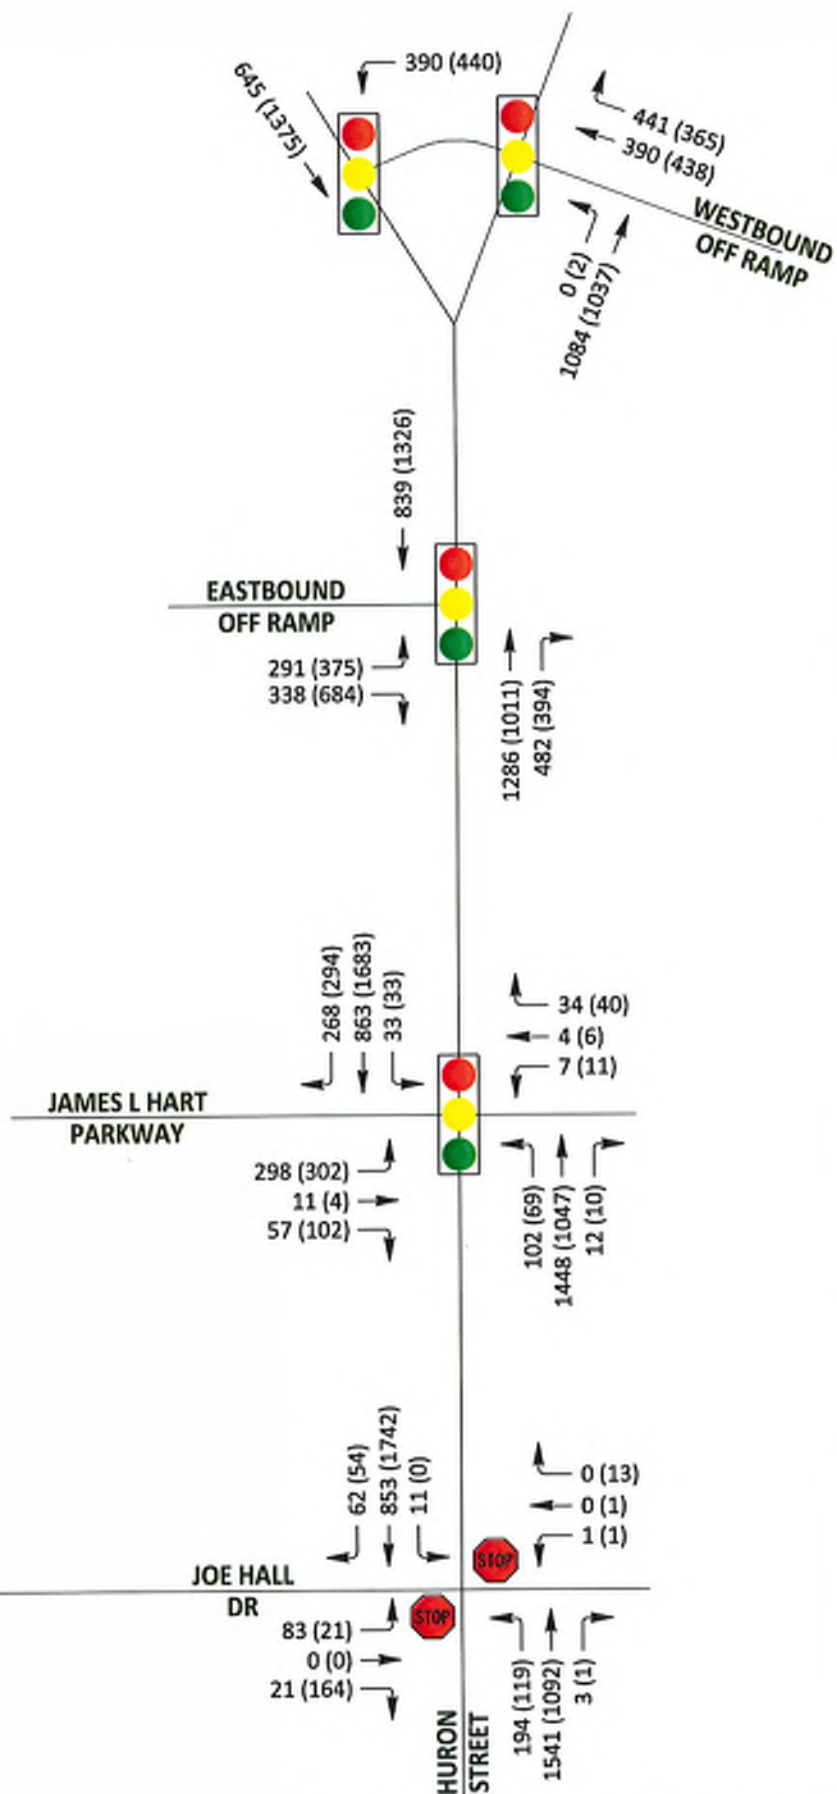 390 (440)
645 (1375)
441 (365)
390 (438)
WESTBOUND
OFF RAMP
0 (2)
1084 (1037)
839 (1326)
EASTBOUND
OFF RAMP
291 (375)
338 (684)
1286 (1011)
482 (394)
268 (294)
863 (1683)
33 (33)
34 (40)
4 (6)
7 (11)
JAMES L HART
PARKWAY
298 (302)
11 (4)
57 (102)
102 (69)
1448 (1047)
12 (10)
62 (54)
853 (1742)
11 (0)
0 (13)
0 (1)
1 (1)
STOP
JOE HALL
DR
STOP
83 (21)
0 (0)
21 (164)
194 (119)
1541 (1092)
3 (1)
HURON
STREET